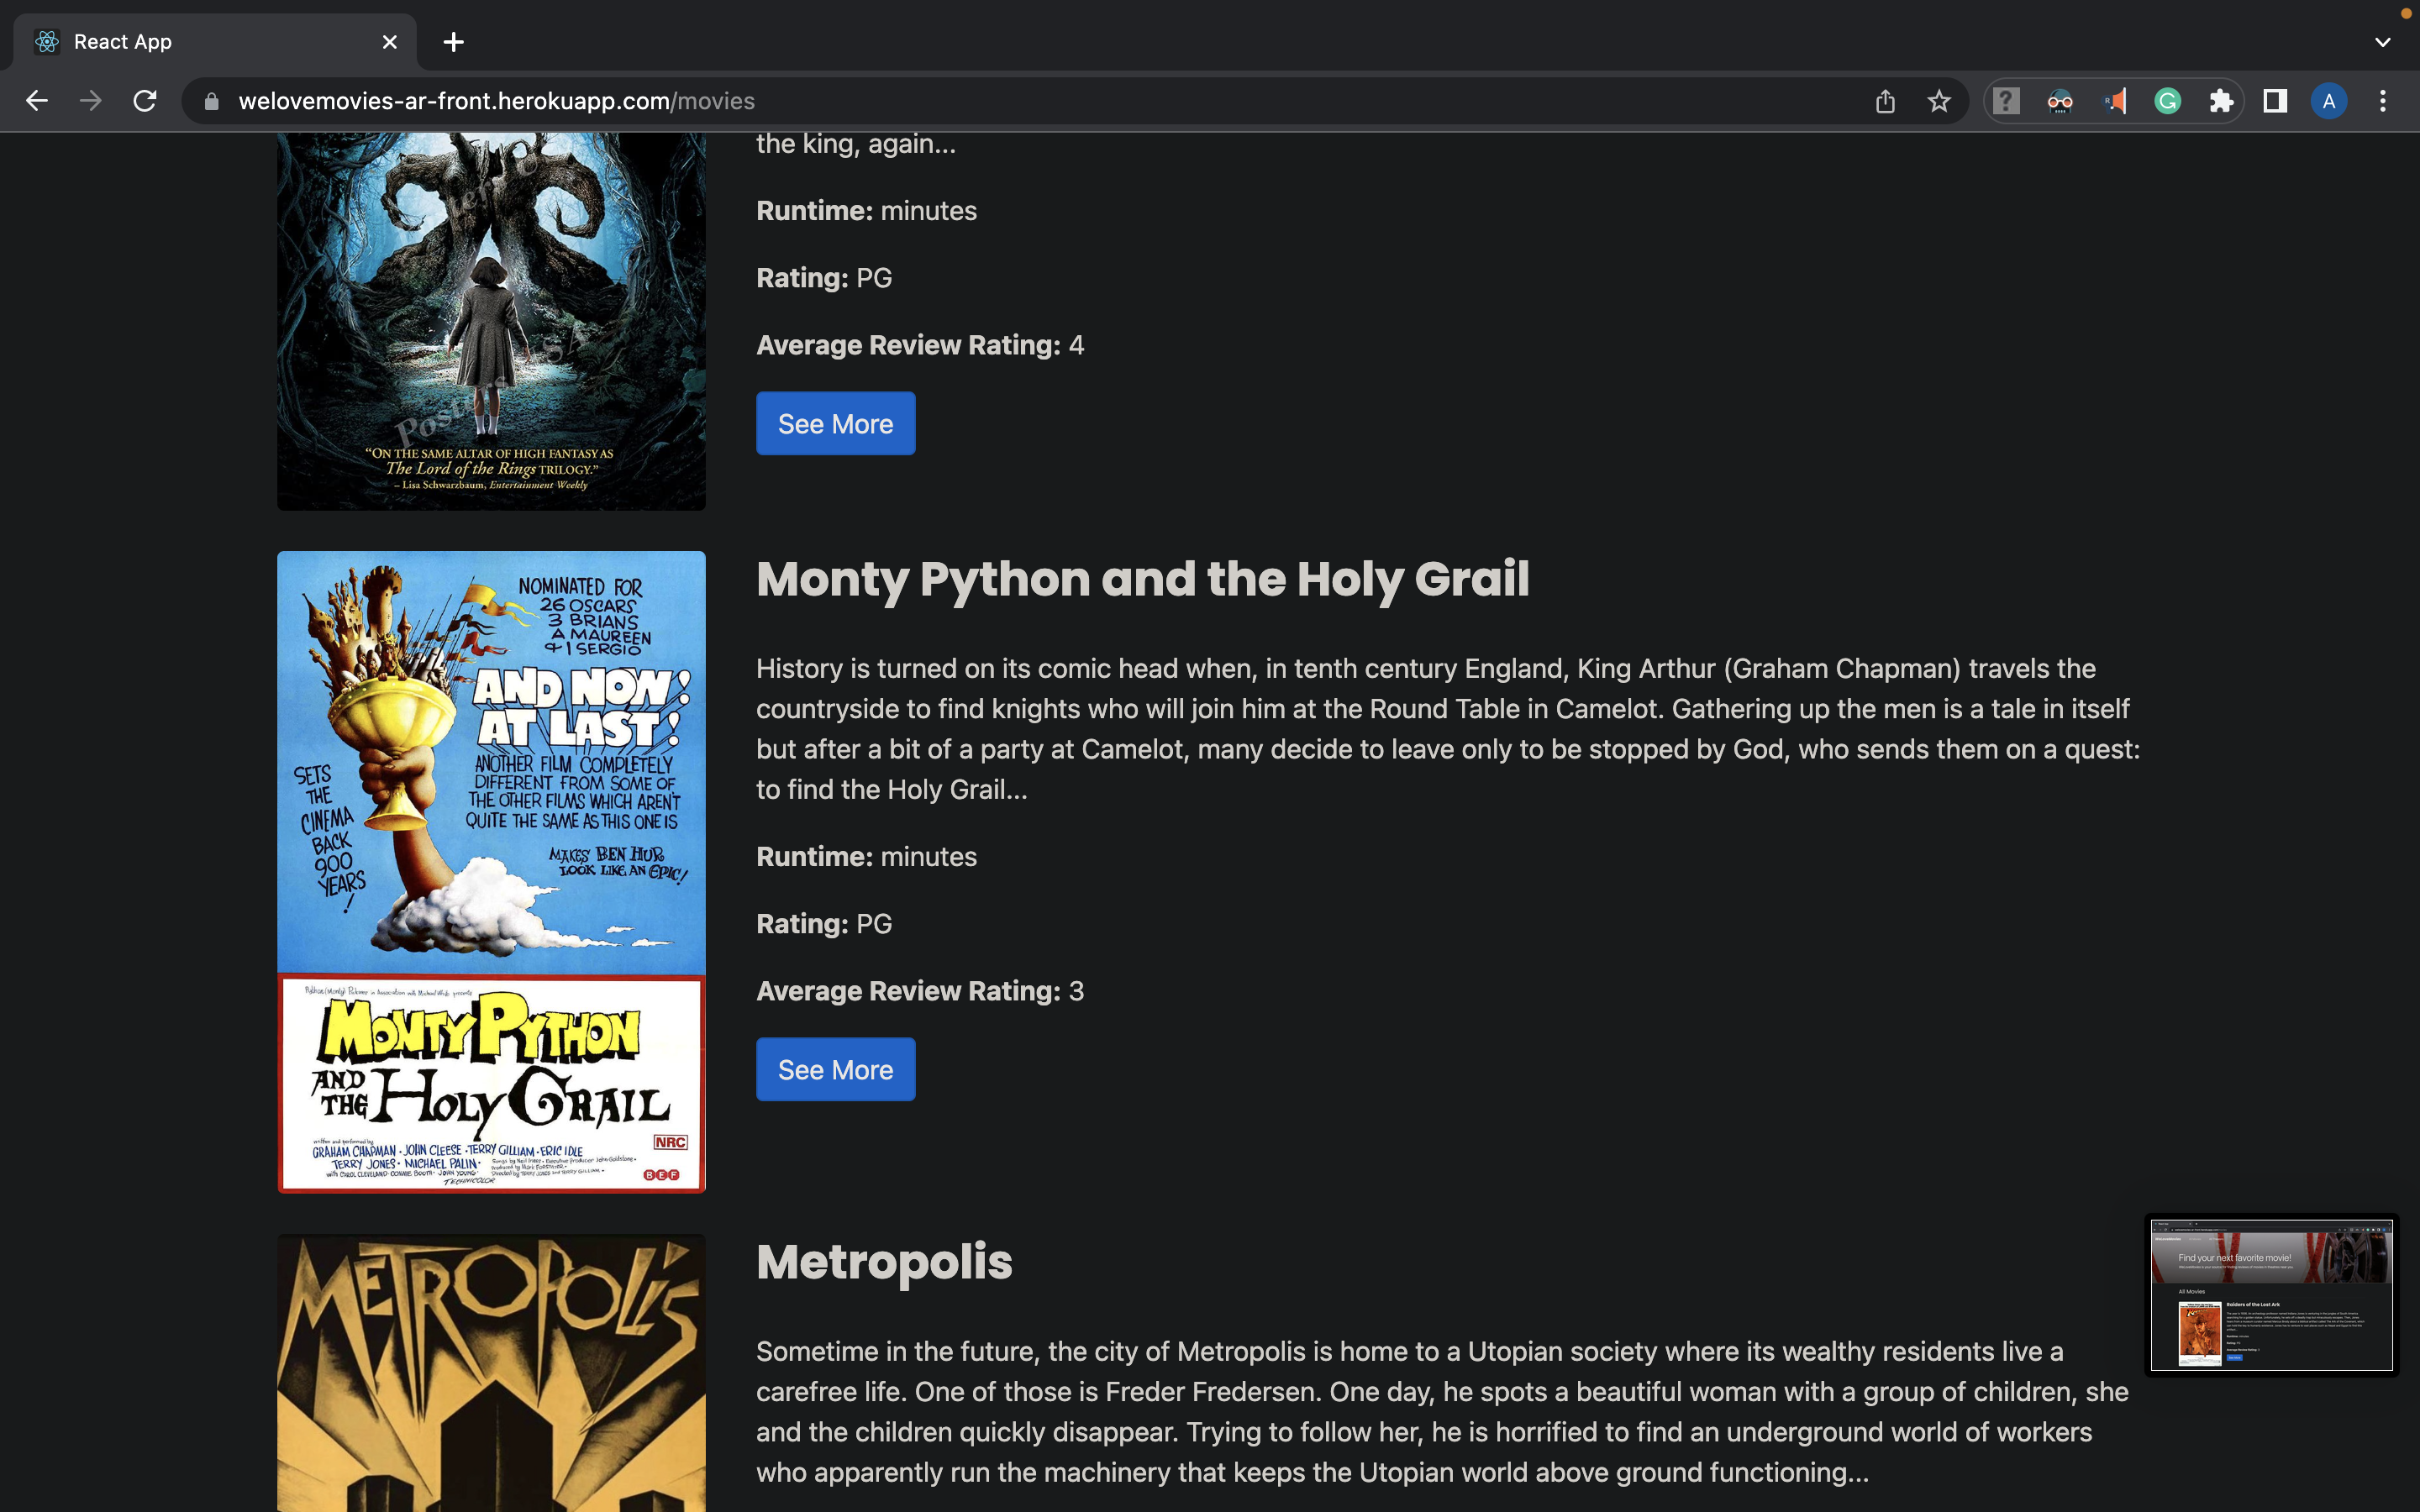 React App
welovemovies-ar-front.herokuapp.com/movies
A
the king, again...
Runtime: minutes
Rating: PG
Average Review Rating: 4
See More
“ON THE SAME ALTAR OF HIGH FANTASY AS
The Lord of the Rings TRILOGY.”
– Lisa Schwarzbaum, Entertainment Weekly
NOMINATED FOR
26 OSCARS
3 BRIANS
A MAUREEN
& 1 SERGIO
AND NOW!
AT LAST!
ANOTHER FILM COMPLETELY
DIFFERENT FROM SOME OF
THE OTHER FILMS WHICH AREN'T
QUITE THE SAME AS THIS ONE IS
SETS
THE
CINEMA
BACK
900
YEARS
!
MAKES BEN HUR
LOOK LIKE AN EPIC!
MONTY PYTHON
AND
THE HOLY GRAIL
written and performed by
GRAHAM CHAPMAN · JOHN CLEESE · TERRY GILLIAM · ERIC IDLE
TERRY JONES · MICHAEL PALIN ·
with CAROL CLEVELAND · CONNIE BOOTH · JOHN YOUNG ·
TECHNICOLOR
NRC
BEF
Monty Python and the Holy Grail
History is turned on its comic head when, in tenth century England, King Arthur (Graham Chapman) travels the
countryside to find knights who will join him at the Round Table in Camelot. Gathering up the men is a tale in itself
but after a bit of a party at Camelot, many decide to leave only to be stopped by God, who sends them on a quest:
to find the Holy Grail...
Runtime: minutes
Rating: PG
Average Review Rating: 3
See More
METROPOLIS
Metropolis
Sometime in the future, the city of Metropolis is home to a Utopian society where its wealthy residents live a
carefree life. One of those is Freder Fredersen. One day, he spots a beautiful woman with a group of children, she
and the children quickly disappear. Trying to follow her, he is horrified to find an underground world of workers
who apparently run the machinery that keeps the Utopian world above ground functioning...
Find your next favorite movie!
All Movies
Raiders of the Lost Ark